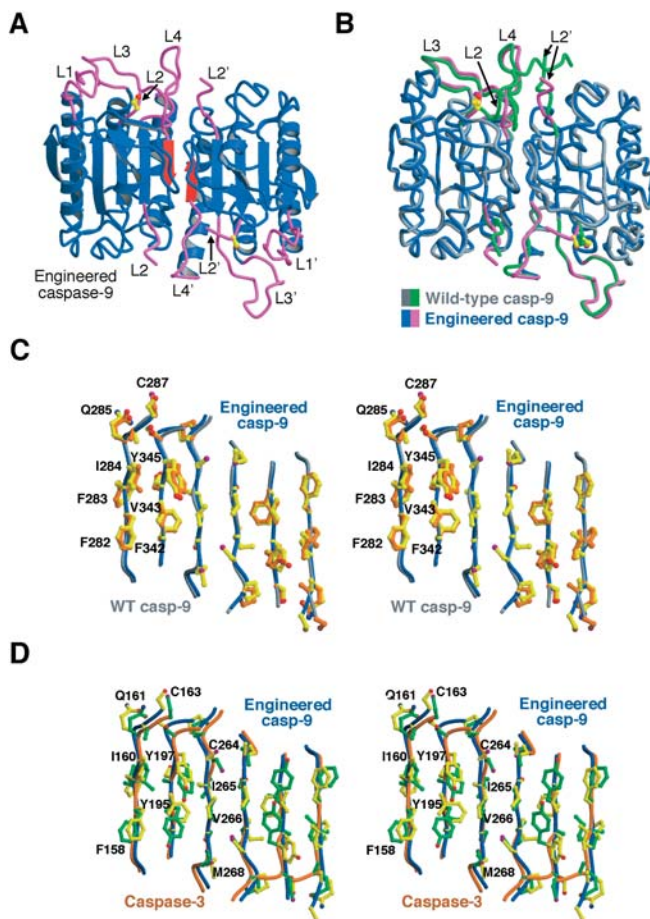 A
L3
L4
L1
L2
L2'
Engineered
caspase-9
L2
L4'
L2'
L3'
L1'
B
L3
L2
L4
L2'
Wild-type casp-9
Engineered casp-9
C
C287
Q285
Engineered
casp-9
I284
Y345
F283
V343
F282
F342
WT casp-9
C287
Q285
Engineered
casp-9
I284
Y345
F283
V343
F282
F342
WT casp-9
D
Q161
C163
Engineered
casp-9
C264
I160
Y197
I265
Y195
V266
F158
M268
Caspase-3
Q161
C163
Engineered
casp-9
C264
I160
Y197
I265
Y195
V266
F158
M268
Caspase-3